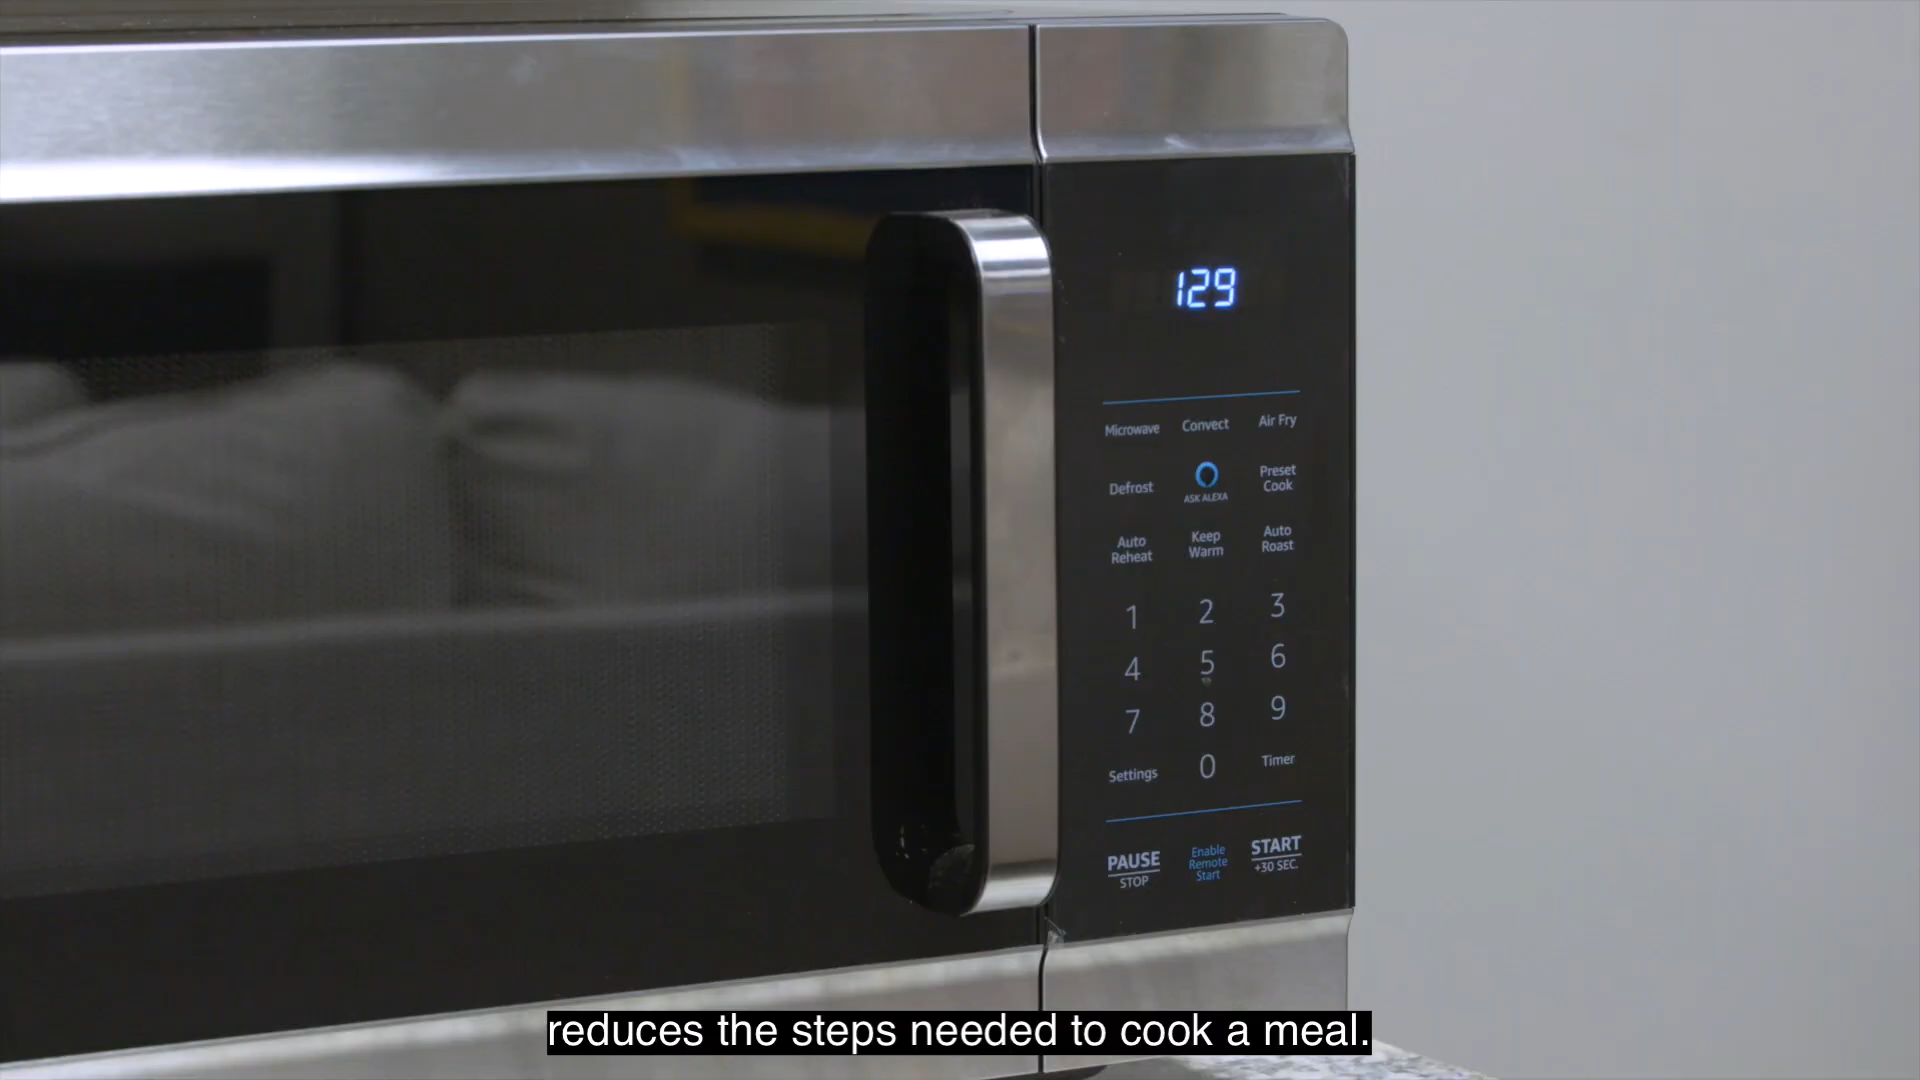 129
Microwave Convect Air Fry
Defrost ASK ALEXA Preset
Cook
Auto
Reheat
Keep
Warm
Auto
Roast
1 2 3
4 5 6
7 8 9
Settings 0 Timer
PAUSE
STOP
Enable
Remote
Start
START
+30 SEC.
reduces the steps needed to cook a meal.